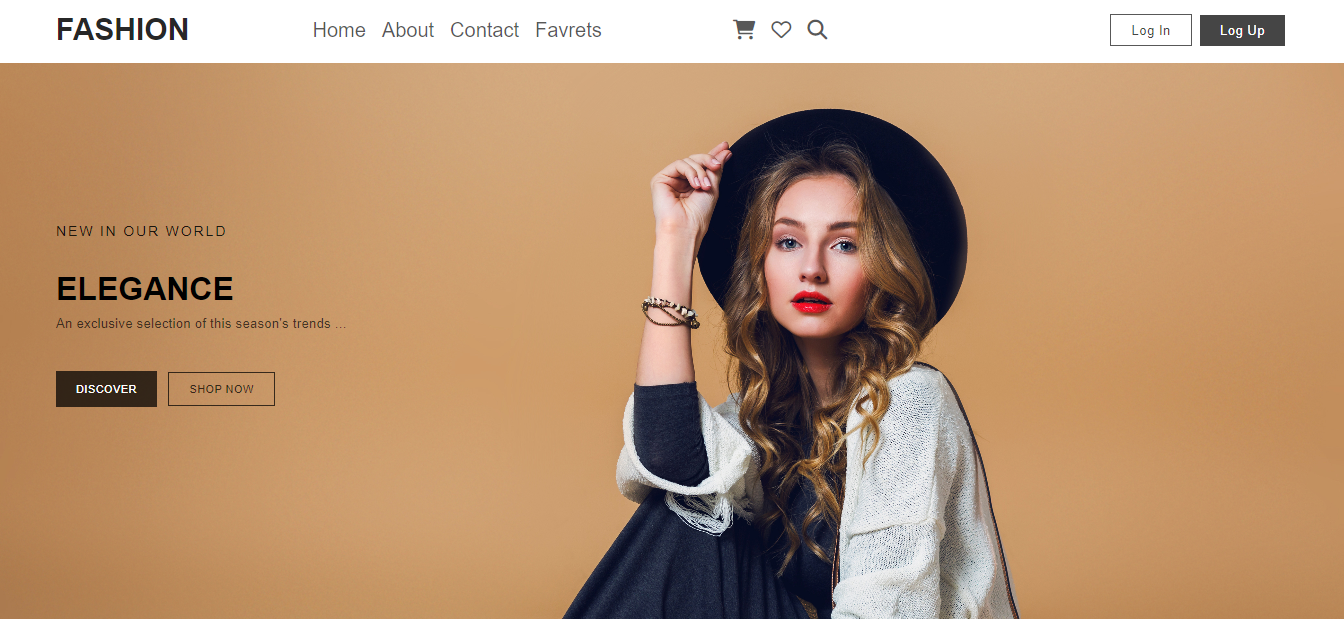 FASHION
Home About Contact Favrets
Log In Log Up
NEW IN OUR WORLD
ELEGANCE
An exclusive selection of this season's trends ...
DISCOVER SHOP NOW